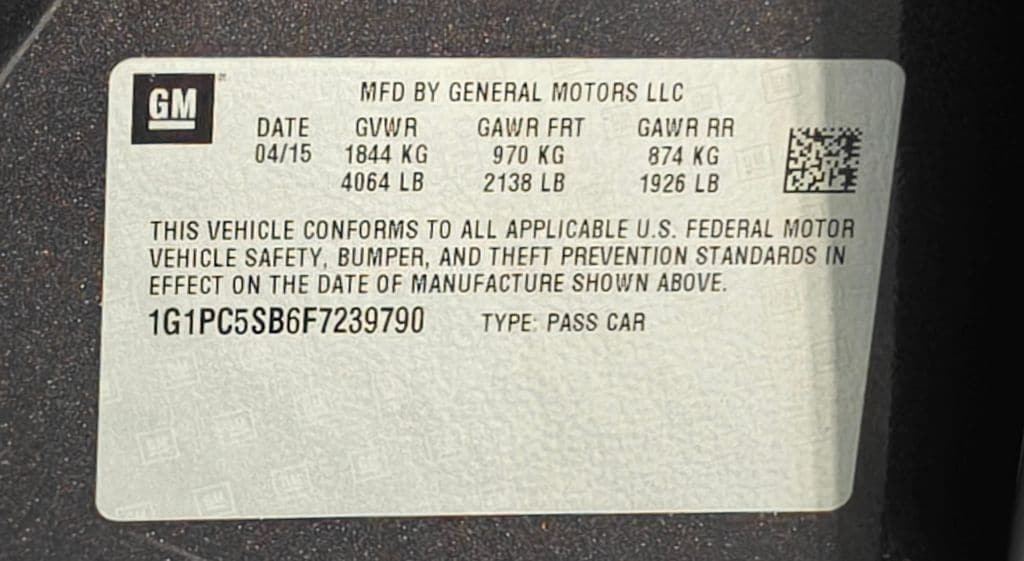 GM
MFD BY GENERAL MOTORS LLC
DATE GVWR GAWR FRT GAWR RR
04/15 1844 KG 970 KG 874 KG
4064 LB 2138 LB 1926 LB
THIS VEHICLE CONFORMS TO ALL APPLICABLE U.S. FEDERAL MOTOR
VEHICLE SAFETY, BUMPER, AND THEFT PREVENTION STANDARDS IN
EFFECT ON THE DATE OF MANUFACTURE SHOWN ABOVE.
1G1PC5SB6F7239790 TYPE: PASS CAR